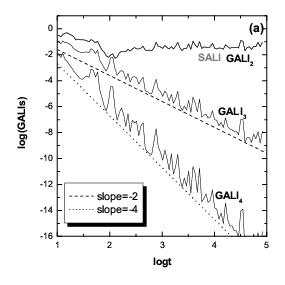 (a)
SALI GALI2
GALI3
GALI4
log(GALIs)
0
-2
-4
-6
-8
-10
-12
-14
-16
slope=-2
slope=-4
1 2 3 4 5
logt